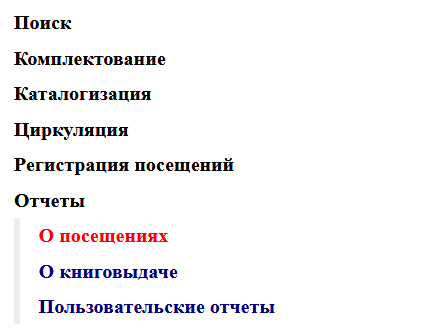 Поиск
Комплектование
Каталогизация
Циркуляция
Регистрация посещений
Отчеты
О посещениях
О книговыдаче
Пользовательские отчеты